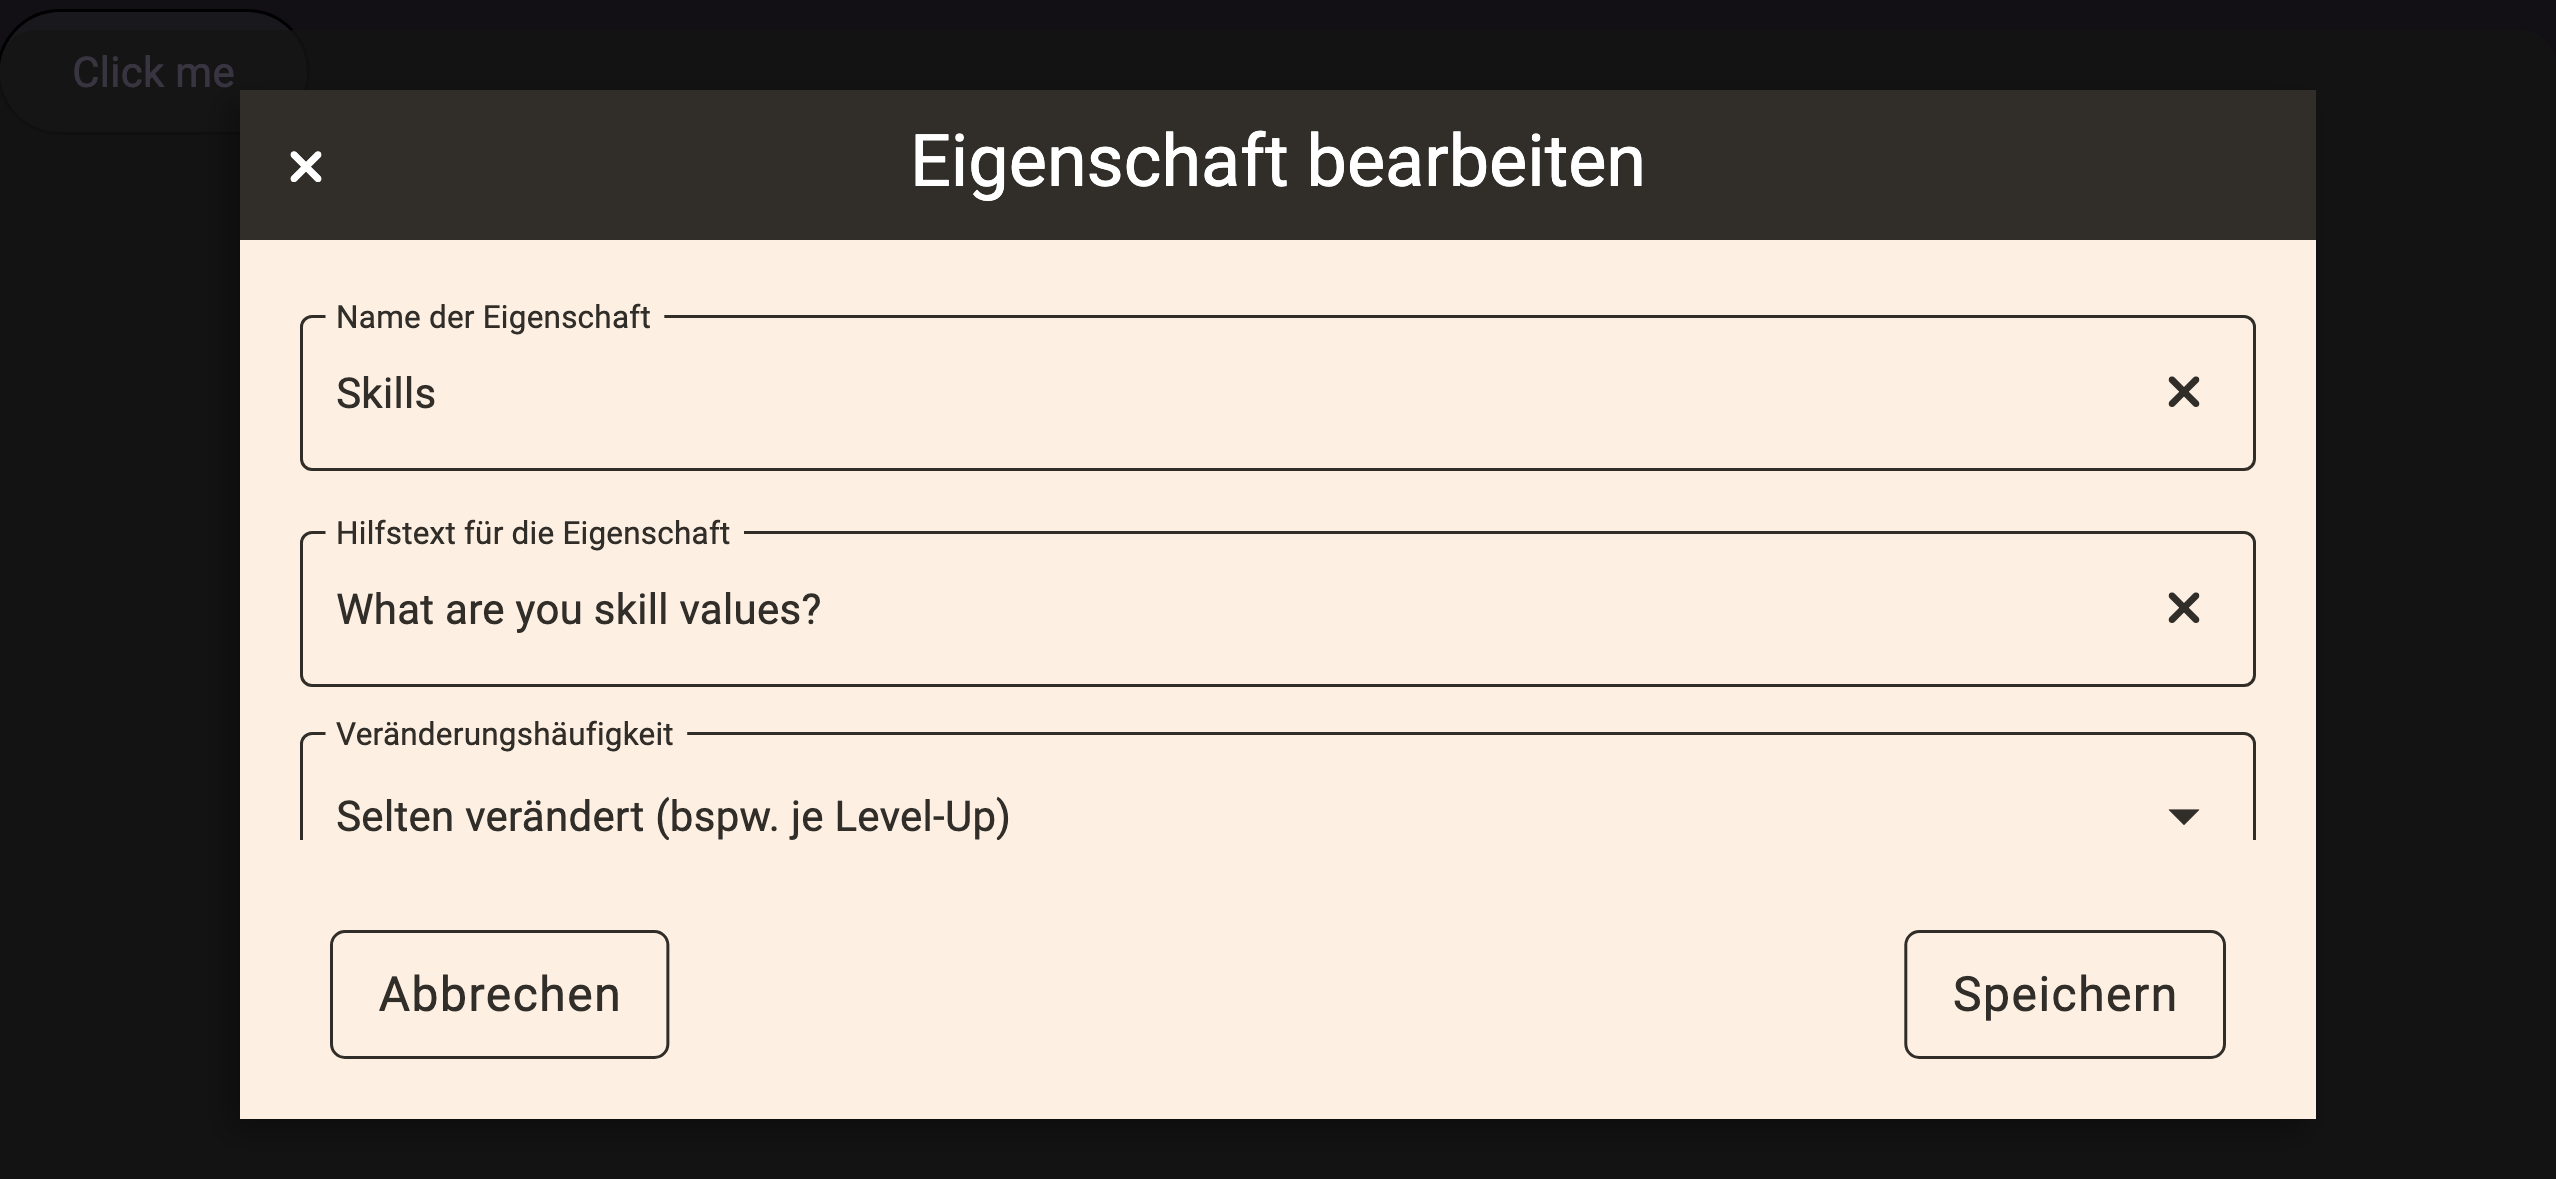 Click me
Eigenschaft bearbeiten
Name der Eigenschaft
Skills
Hilfstext für die Eigenschaft
What are you skill values?
Veränderungshäufigkeit
Selten verändert (bspw. je Level-Up)
Abbrechen
Speichern